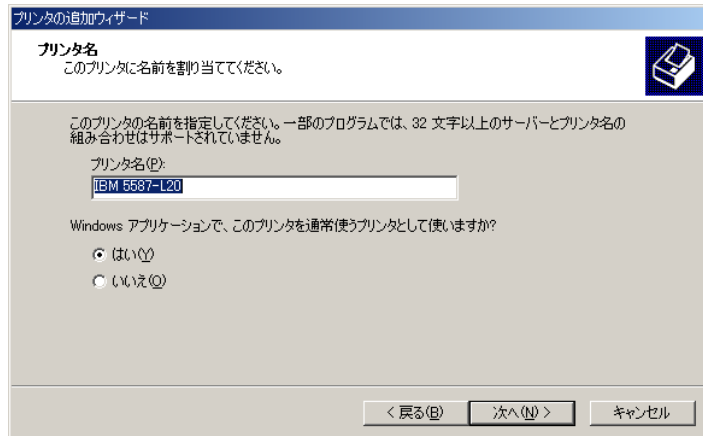 プリンタの追加ウィザード
プリンタ名
このプリンタに名前を割り当ててください。
このプリンタの名前を指定してください。一部のプログラムでは、32 文字以上のサーバーとプリンタ名の
組み合わせはサポートされていません。
プリンタ名(P):
IBM 5587-L20
Windows アプリケーションで、このプリンタを通常使うプリンタとして使いますか?
はい(Y)
いいえ(O)
< 戻る(B) 次へ(N) > キャンセル